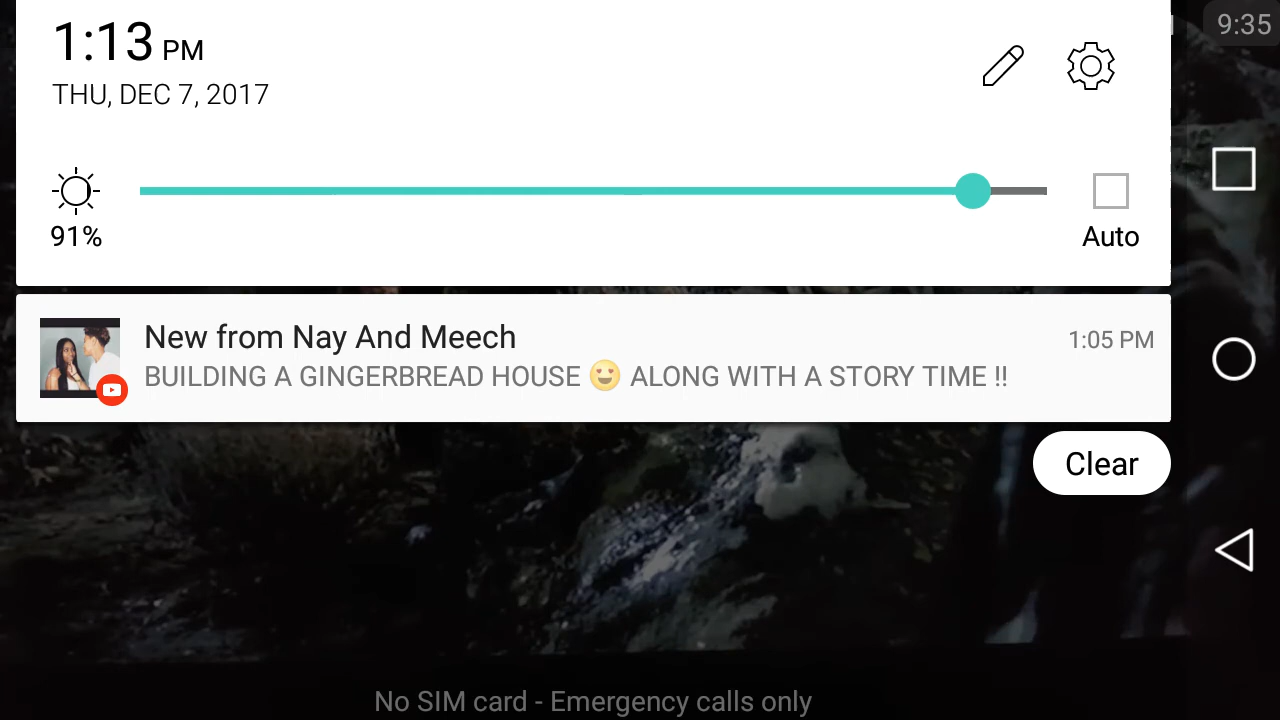 1:13 PM
9:35
THU, DEC 7, 2017
91%
Auto
New from Nay And Meech
1:05 PM
BUILDING A GINGERBREAD HOUSE 😍 ALONG WITH A STORY TIME !!
Clear
No SIM card - Emergency calls only